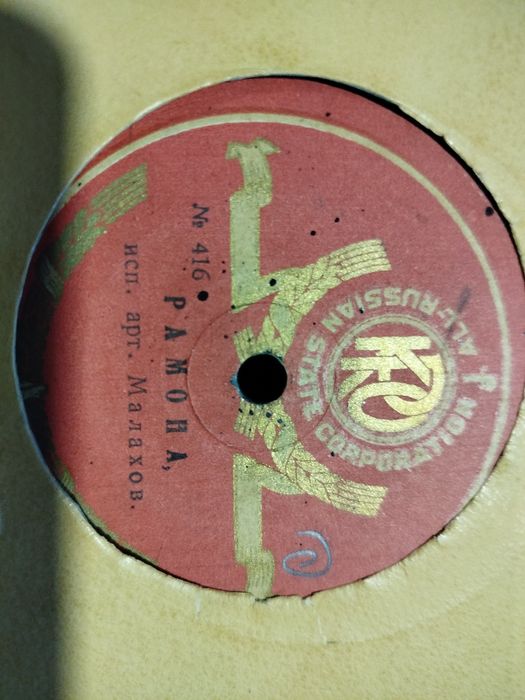 ALL-RUSSIAN STATE CORPORATION
№ 416
РАМОНА,
исп. арт. Малахов.